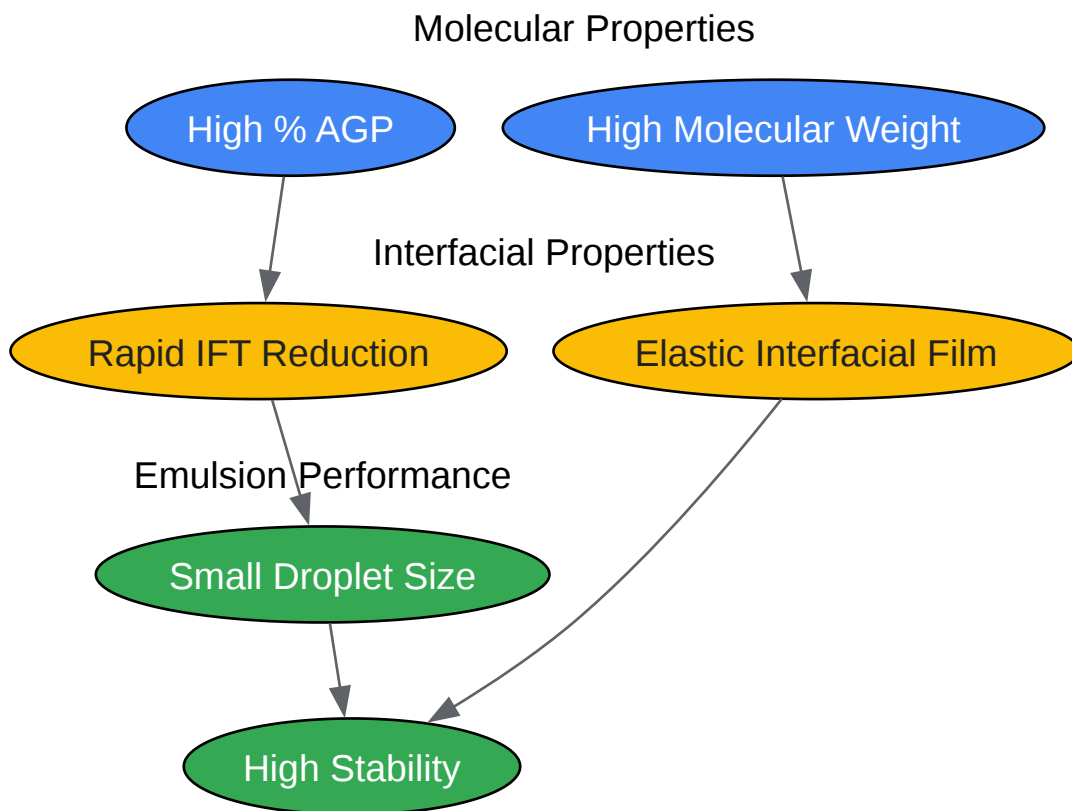 Molecular Properties
High % AGP
High Molecular Weight
Interfacial Properties
Rapid IFT Reduction
Elastic Interfacial Film
Emulsion Performance
Small Droplet Size
High Stability